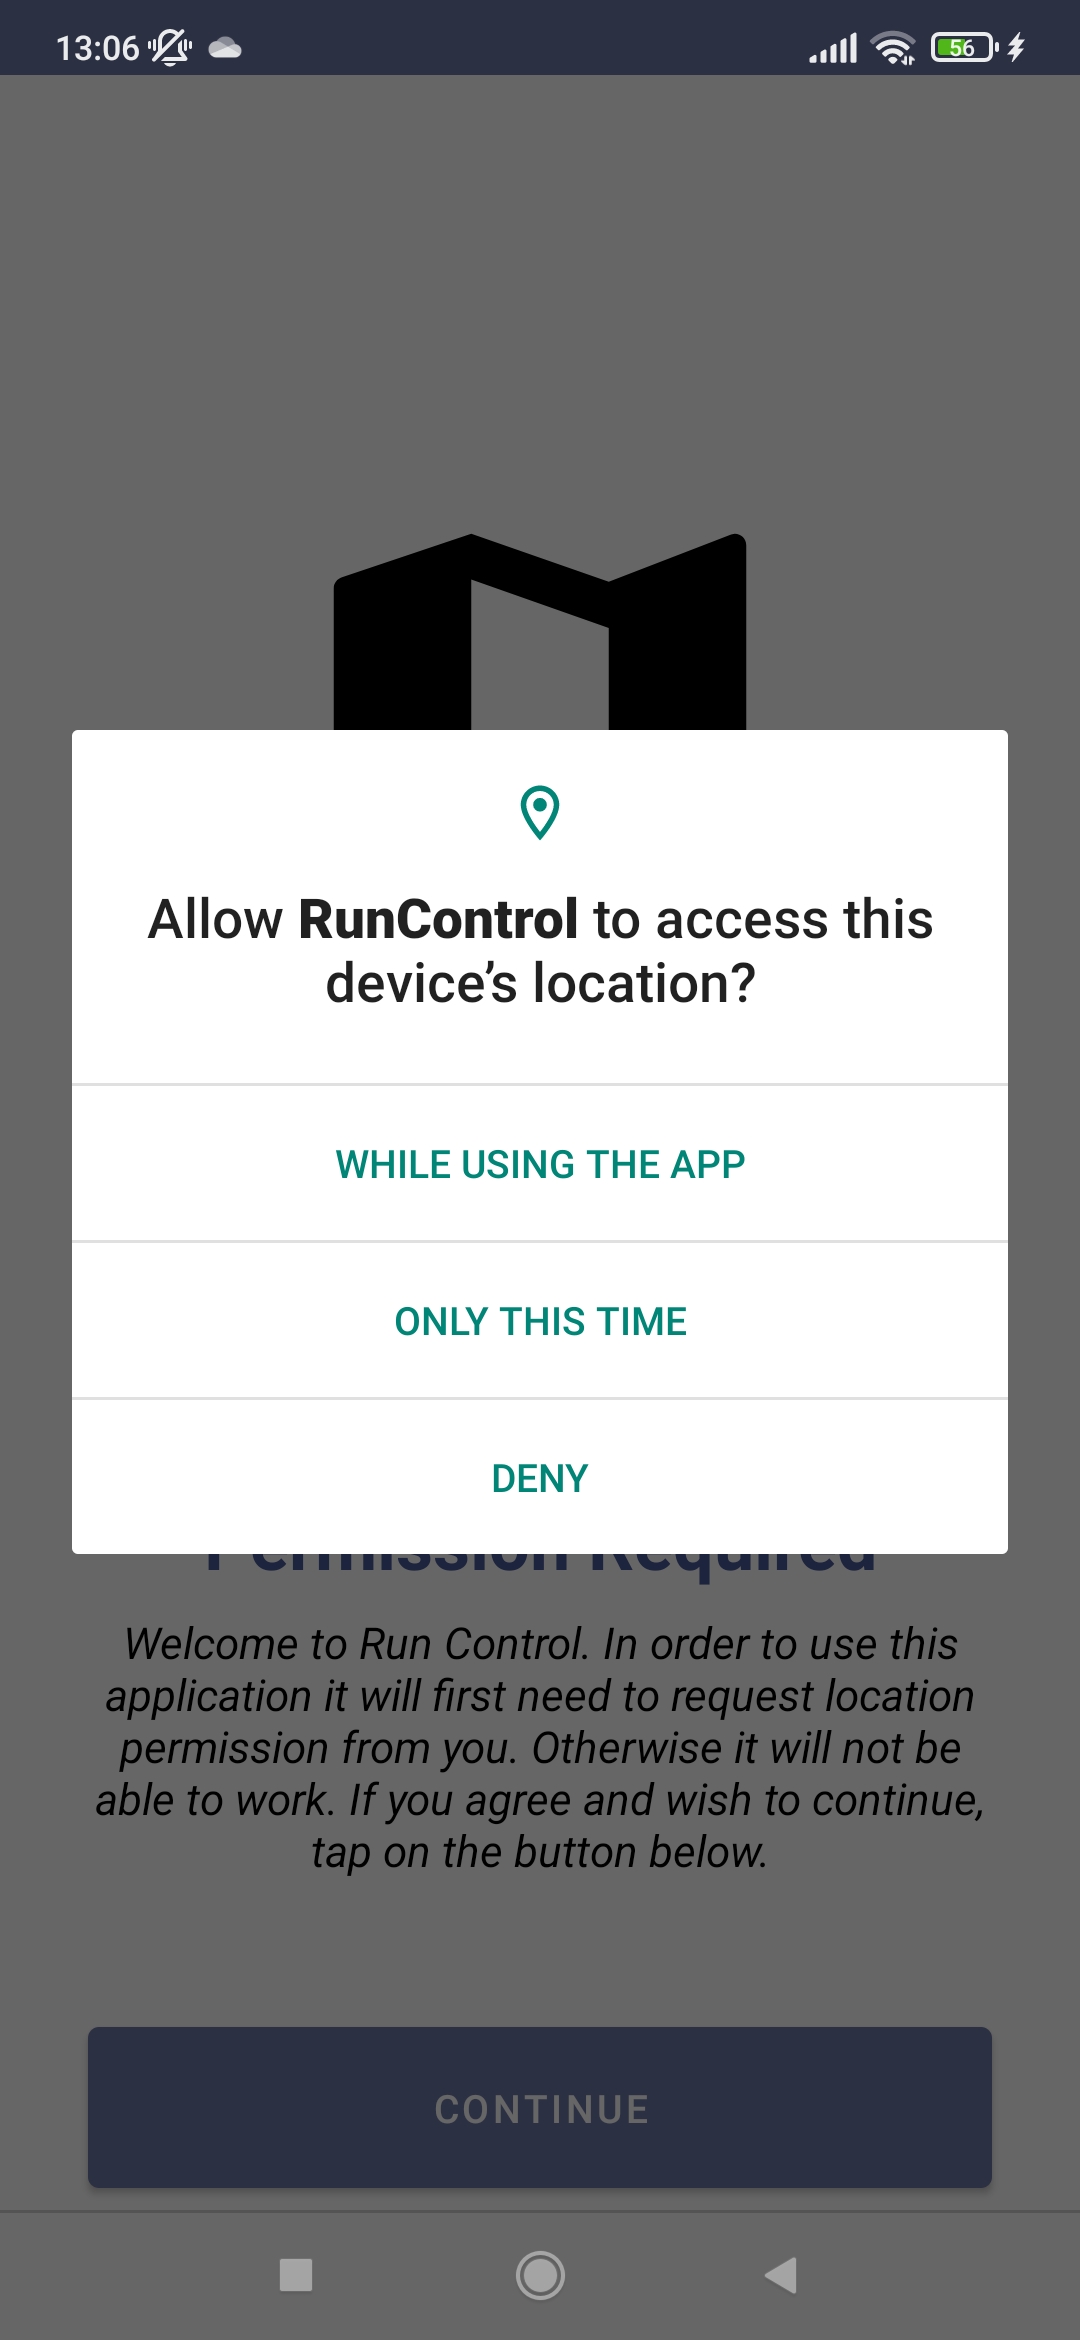 13:06
56
Allow RunControl to access this
device’s location?
WHILE USING THE APP
ONLY THIS TIME
DENY
Permission Required
Welcome to Run Control. In order to use this
application it will first need to request location
permission from you. Otherwise it will not be
able to work. If you agree and wish to continue,
tap on the button below.
CONTINUE